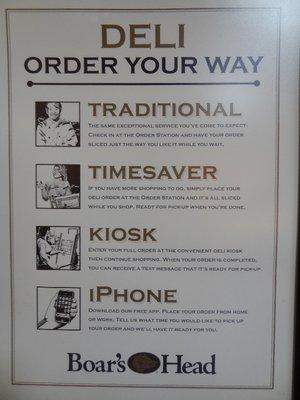 DELI
ORDER YOUR WAY
TRADITIONAL
THE SAME EXCEPTIONAL SERVICE YOU'VE COME TO EXPECT.
CHECK IN AT THE ORDER STATION AND HAVE YOUR ORDER
SLICED JUST THE WAY YOU LIKE IT WHILE YOU WAIT.
TIMESAVER
IF YOU HAVE MORE SHOPPING TO DO, SIMPLY PLACE YOUR
DELI ORDER AT THE ORDER STATION AND IT'S ALL SLICED
WHILE YOU SHOP. READY FOR PICKUP WHEN YOU'RE DONE.
KIOSK
ENTER YOUR FULL ORDER AT THE CONVENIENT DELI KIOSK
THEN CONTINUE SHOPPING. WHEN YOUR ORDER IS COMPLETED,
YOU CAN RECEIVE A TEXT MESSAGE THAT IT'S READY FOR PICK-UP.
iPHONE
DOWNLOAD OUR FREE APP. PLACE YOUR ORDER FROM HOME
OR WORK. TELL US WHAT TIME YOU WOULD LIKE TO PICK UP
YOUR ORDER AND WE'LL HAVE IT READY FOR YOU.
Boar's Head